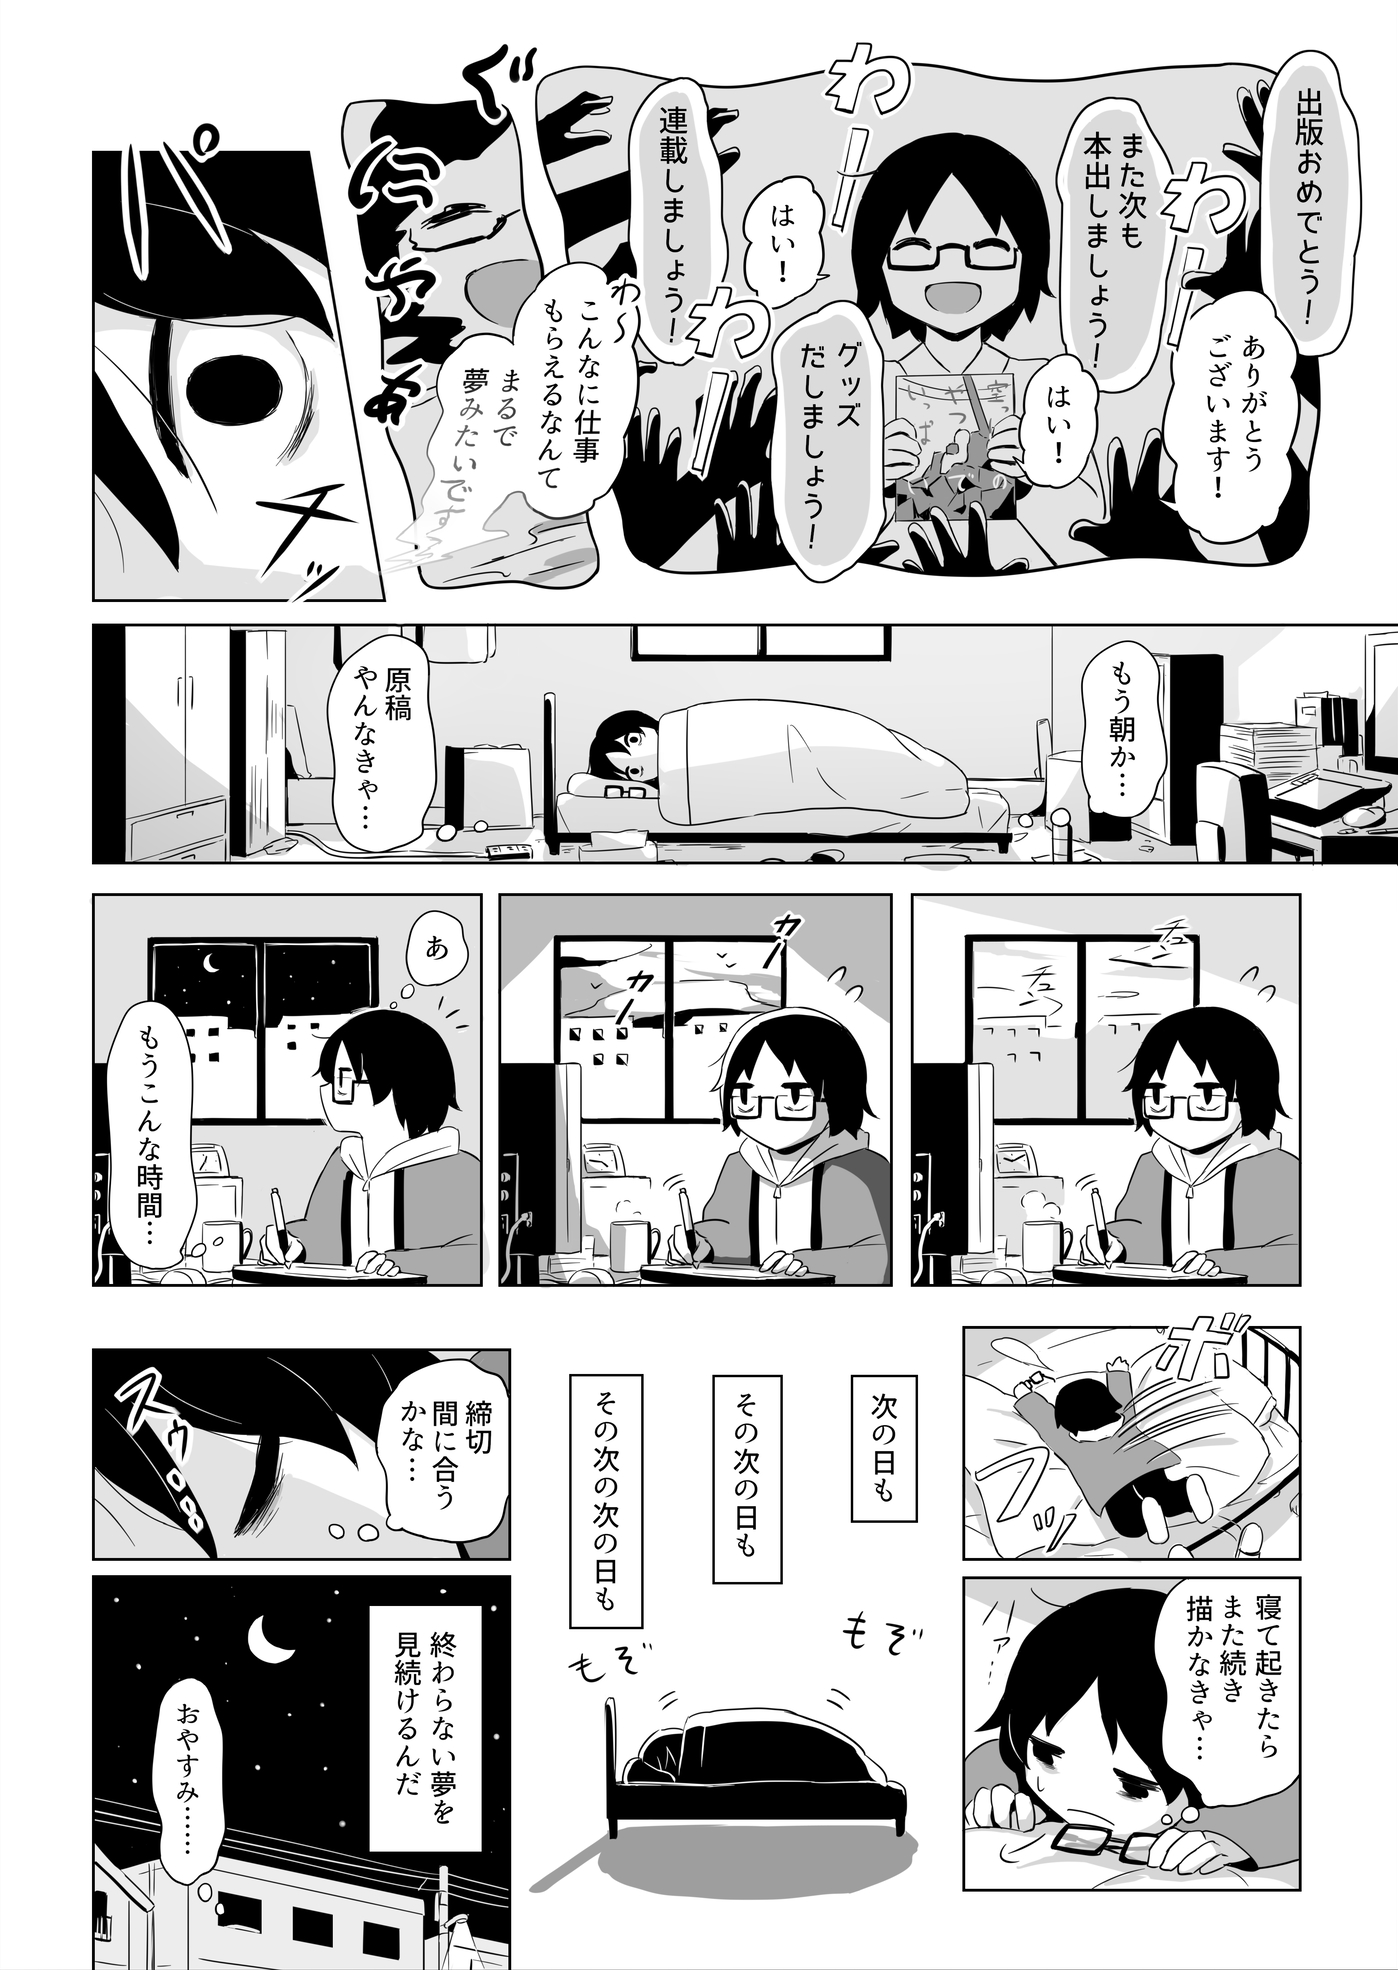 出版おめでとう！
わー
ありがとう
ございます！
また次も
本出しましょう！
はい！
わー
グッズ
だしましょう！
はい！
連載しましょう！
わー
わ〜
こんなに仕事
もらえるなんて
まるで
夢みたいです
ぐにゃあ
パチッ
もう朝か…
原稿
やんなきゃ…
カー
カー
あ
もうこんな時間…
ボフッ
寝て起きたら
また続き
描かなきゃ…
次の日も
その次の日も
その次の次の日も
もぞ
もぞ
締切
間に合う
かな…
スゥ
終わらない夢を
見続けるんだ
おやすみ……